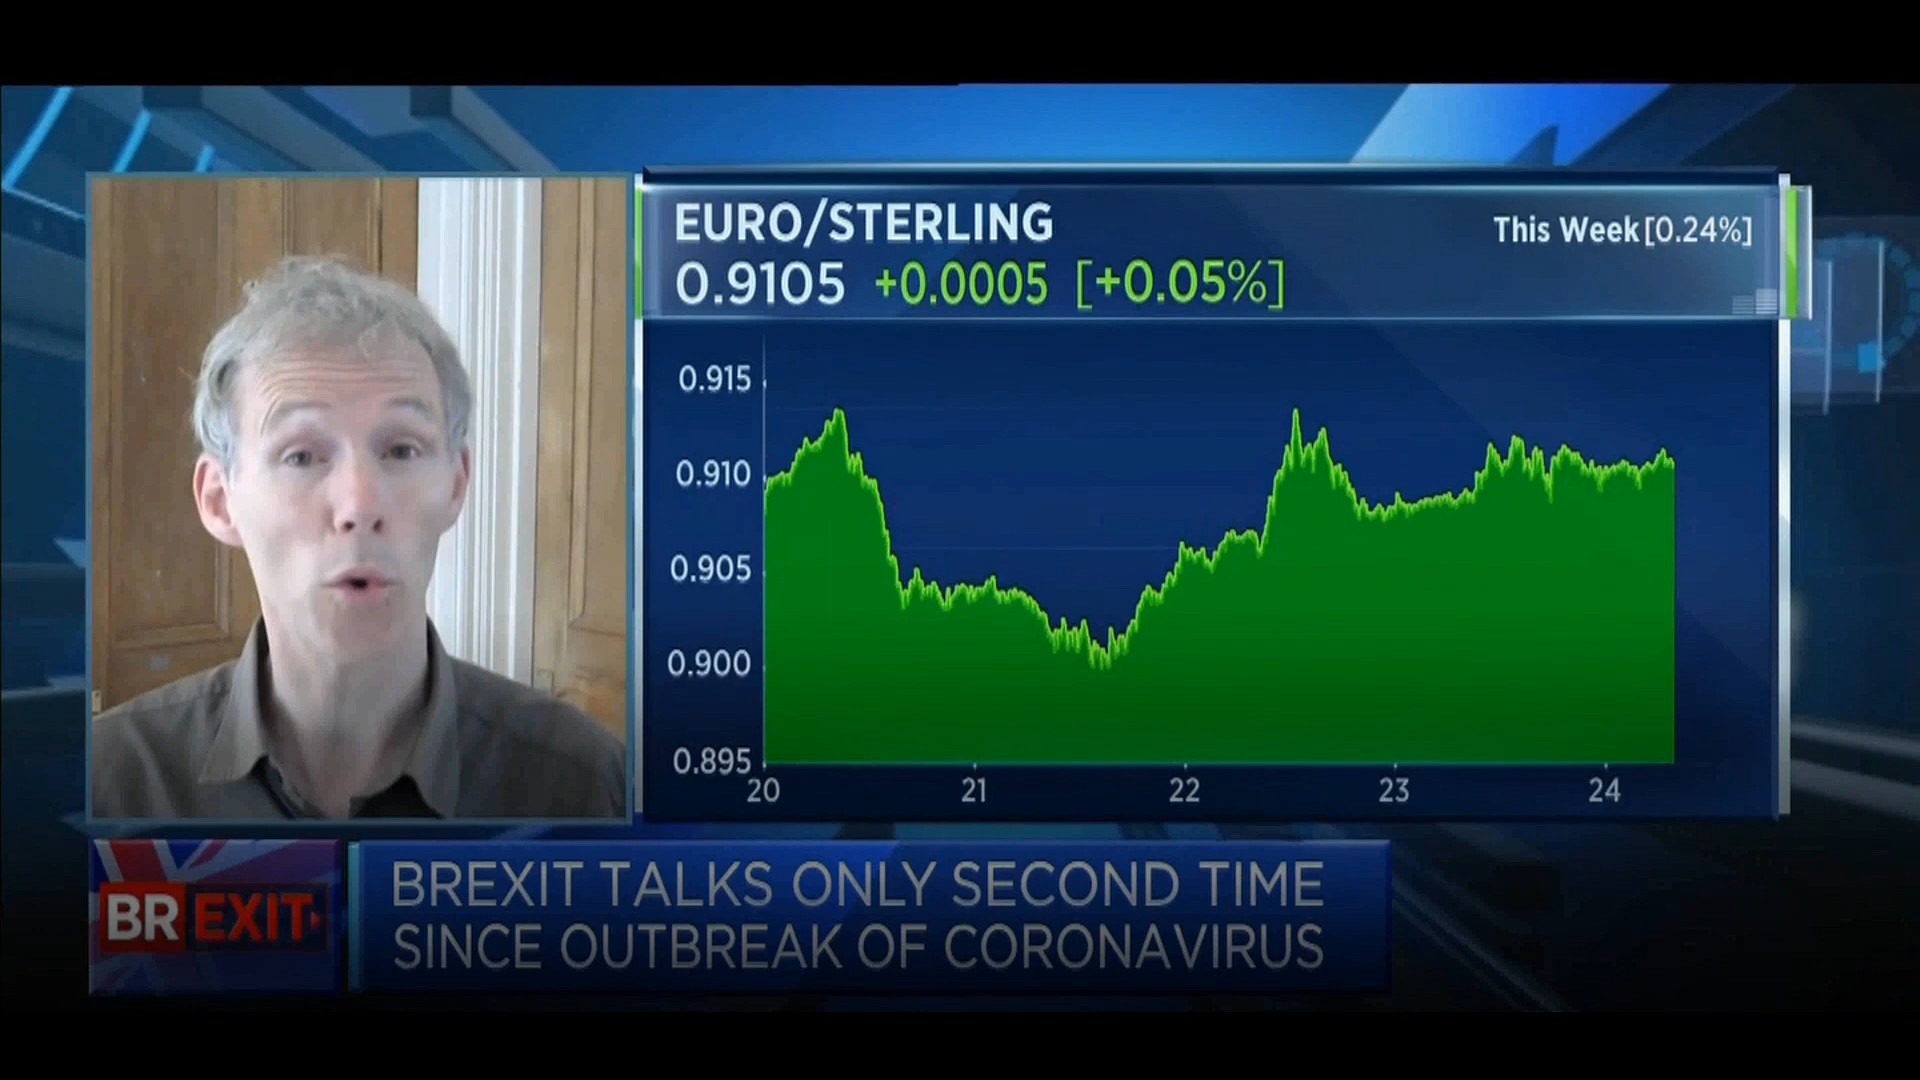 EURO/STERLING
This Week [0.24%]
0.9105 +0.0005 [+0.05%]
0.915
0.910
0.905
0.900
0.895
20 21 22 23 24
BREXIT
BREXIT TALKS ONLY SECOND TIME
SINCE OUTBREAK OF CORONAVIRUS